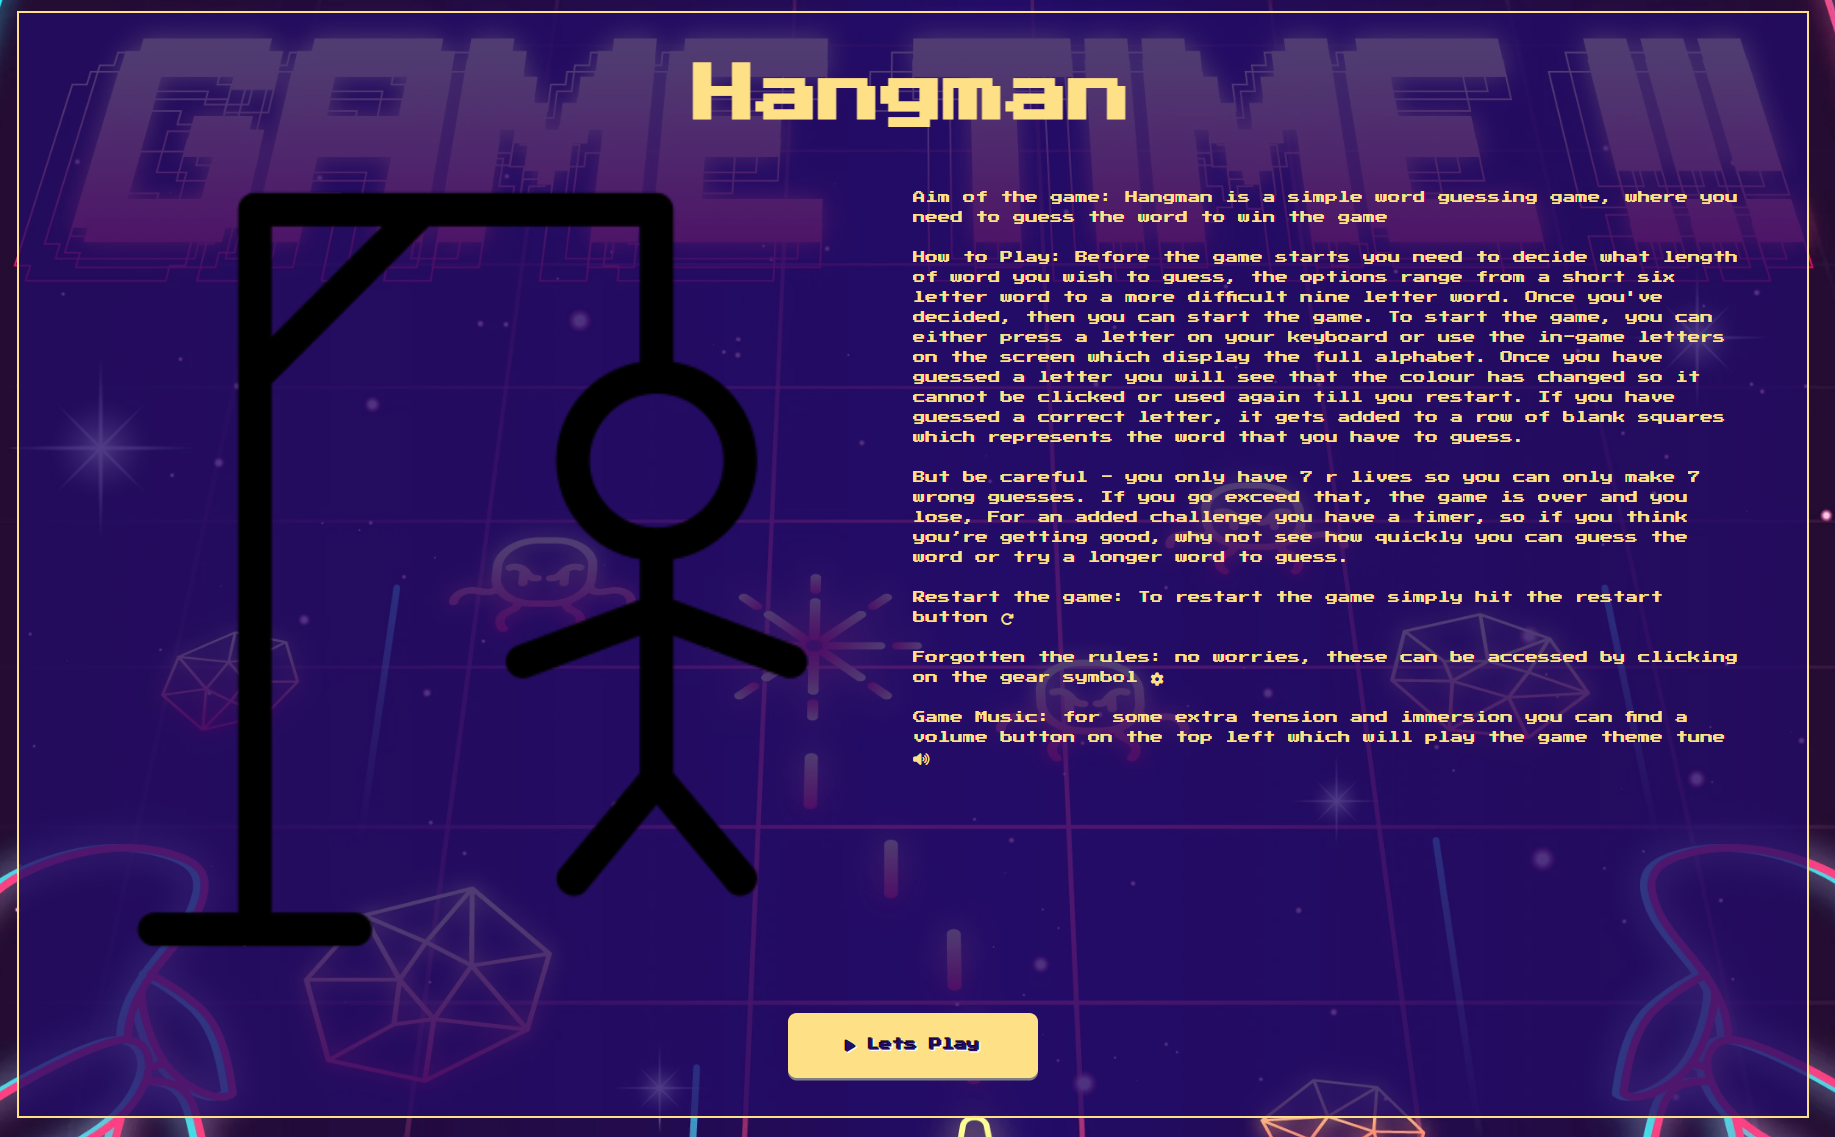 GAME TIME !!!
Hangman
Aim of the game: Hangman is a simple word guessing game, where you
need to guess the word to win the game
How to Play: Before the game starts you need to decide what length
of word you wish to guess, the options range from a short six
letter word to a more difficult nine letter word. Once you've
decided, then you can start the game. To start the game, you can
either press a letter on your keyboard or use the in-game letters
on the screen which display the full alphabet. Once you have
guessed a letter you will see that the colour has changed so it
cannot be clicked or used again till you restart. If you have
guessed a correct letter, it gets added to a row of blank squares
which represents the word that you have to guess.
But be careful - you only have 7 r lives so you can only make 7
wrong guesses. If you go exceed that, the game is over and you
lose, For an added challenge you have a timer, so if you think
you’re getting good, why not see how quickly you can guess the
word or try a longer word to guess.
Restart the game: To restart the game simply hit the restart
button
Forgotten the rules: no worries, these can be accessed by clicking
on the gear symbol
Game Music: for some extra tension and immersion you can find a
volume button on the top left which will play the game theme tune
Lets Play